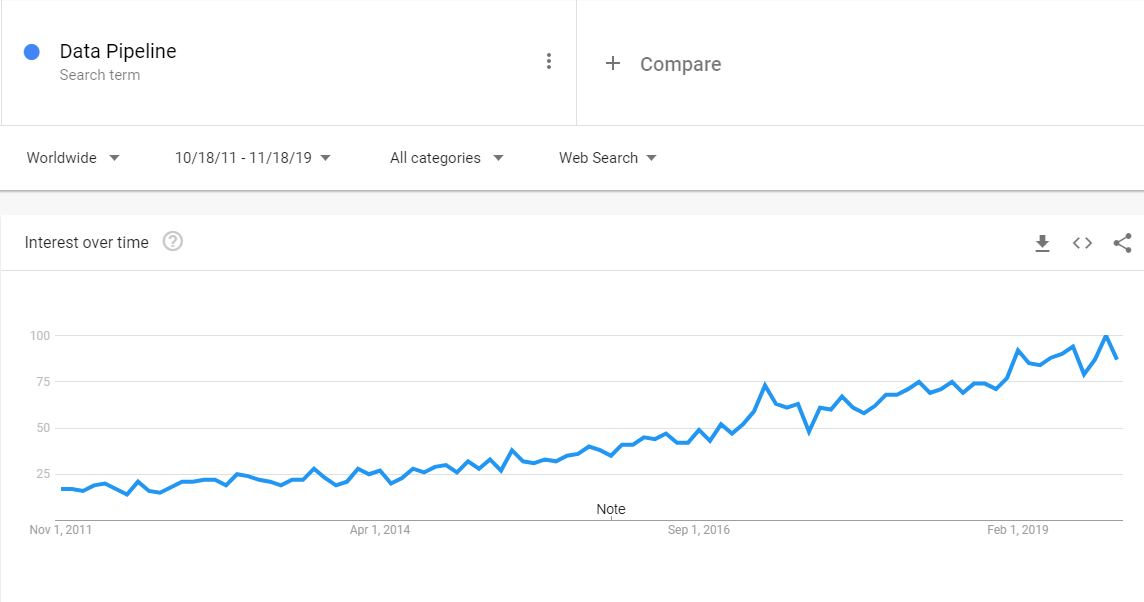 Data Pipeline
Search term
+ Compare
Worldwide
10/18/11 - 11/18/19
All categories
Web Search
Interest over time
?
100
75
50
25
Note
Nov 1, 2011
Apr 1, 2014
Sep 1, 2016
Feb 1, 2019